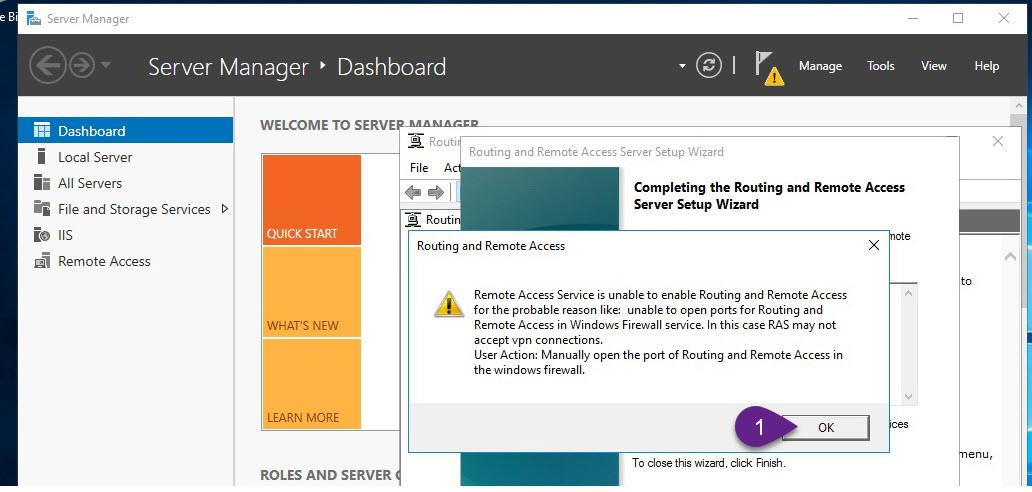 Server Manager
Server Manager ‣ Dashboard
Manage Tools View Help
Dashboard
Local Server
All Servers
File and Storage Services
IIS
Remote Access
WELCOME TO SERVER MANAGER
QUICK START
WHAT'S NEW
LEARN MORE
ROLES AND SERVER
File
Routing and Remote Access Server Setup Wizard
Completing the Routing and Remote Access
Server Setup Wizard
Routing and Remote Access
Remote Access Service is unable to enable Routing and Remote Access
for the probable reason like:  unable to open ports for Routing and
Remote Access in Windows Firewall service. In this case RAS may not
accept vpn connections.
User Action: Manually open the port of Routing and Remote Access in
the windows firewall.
1
OK
To close this wizard, click Finish.
to
menu,